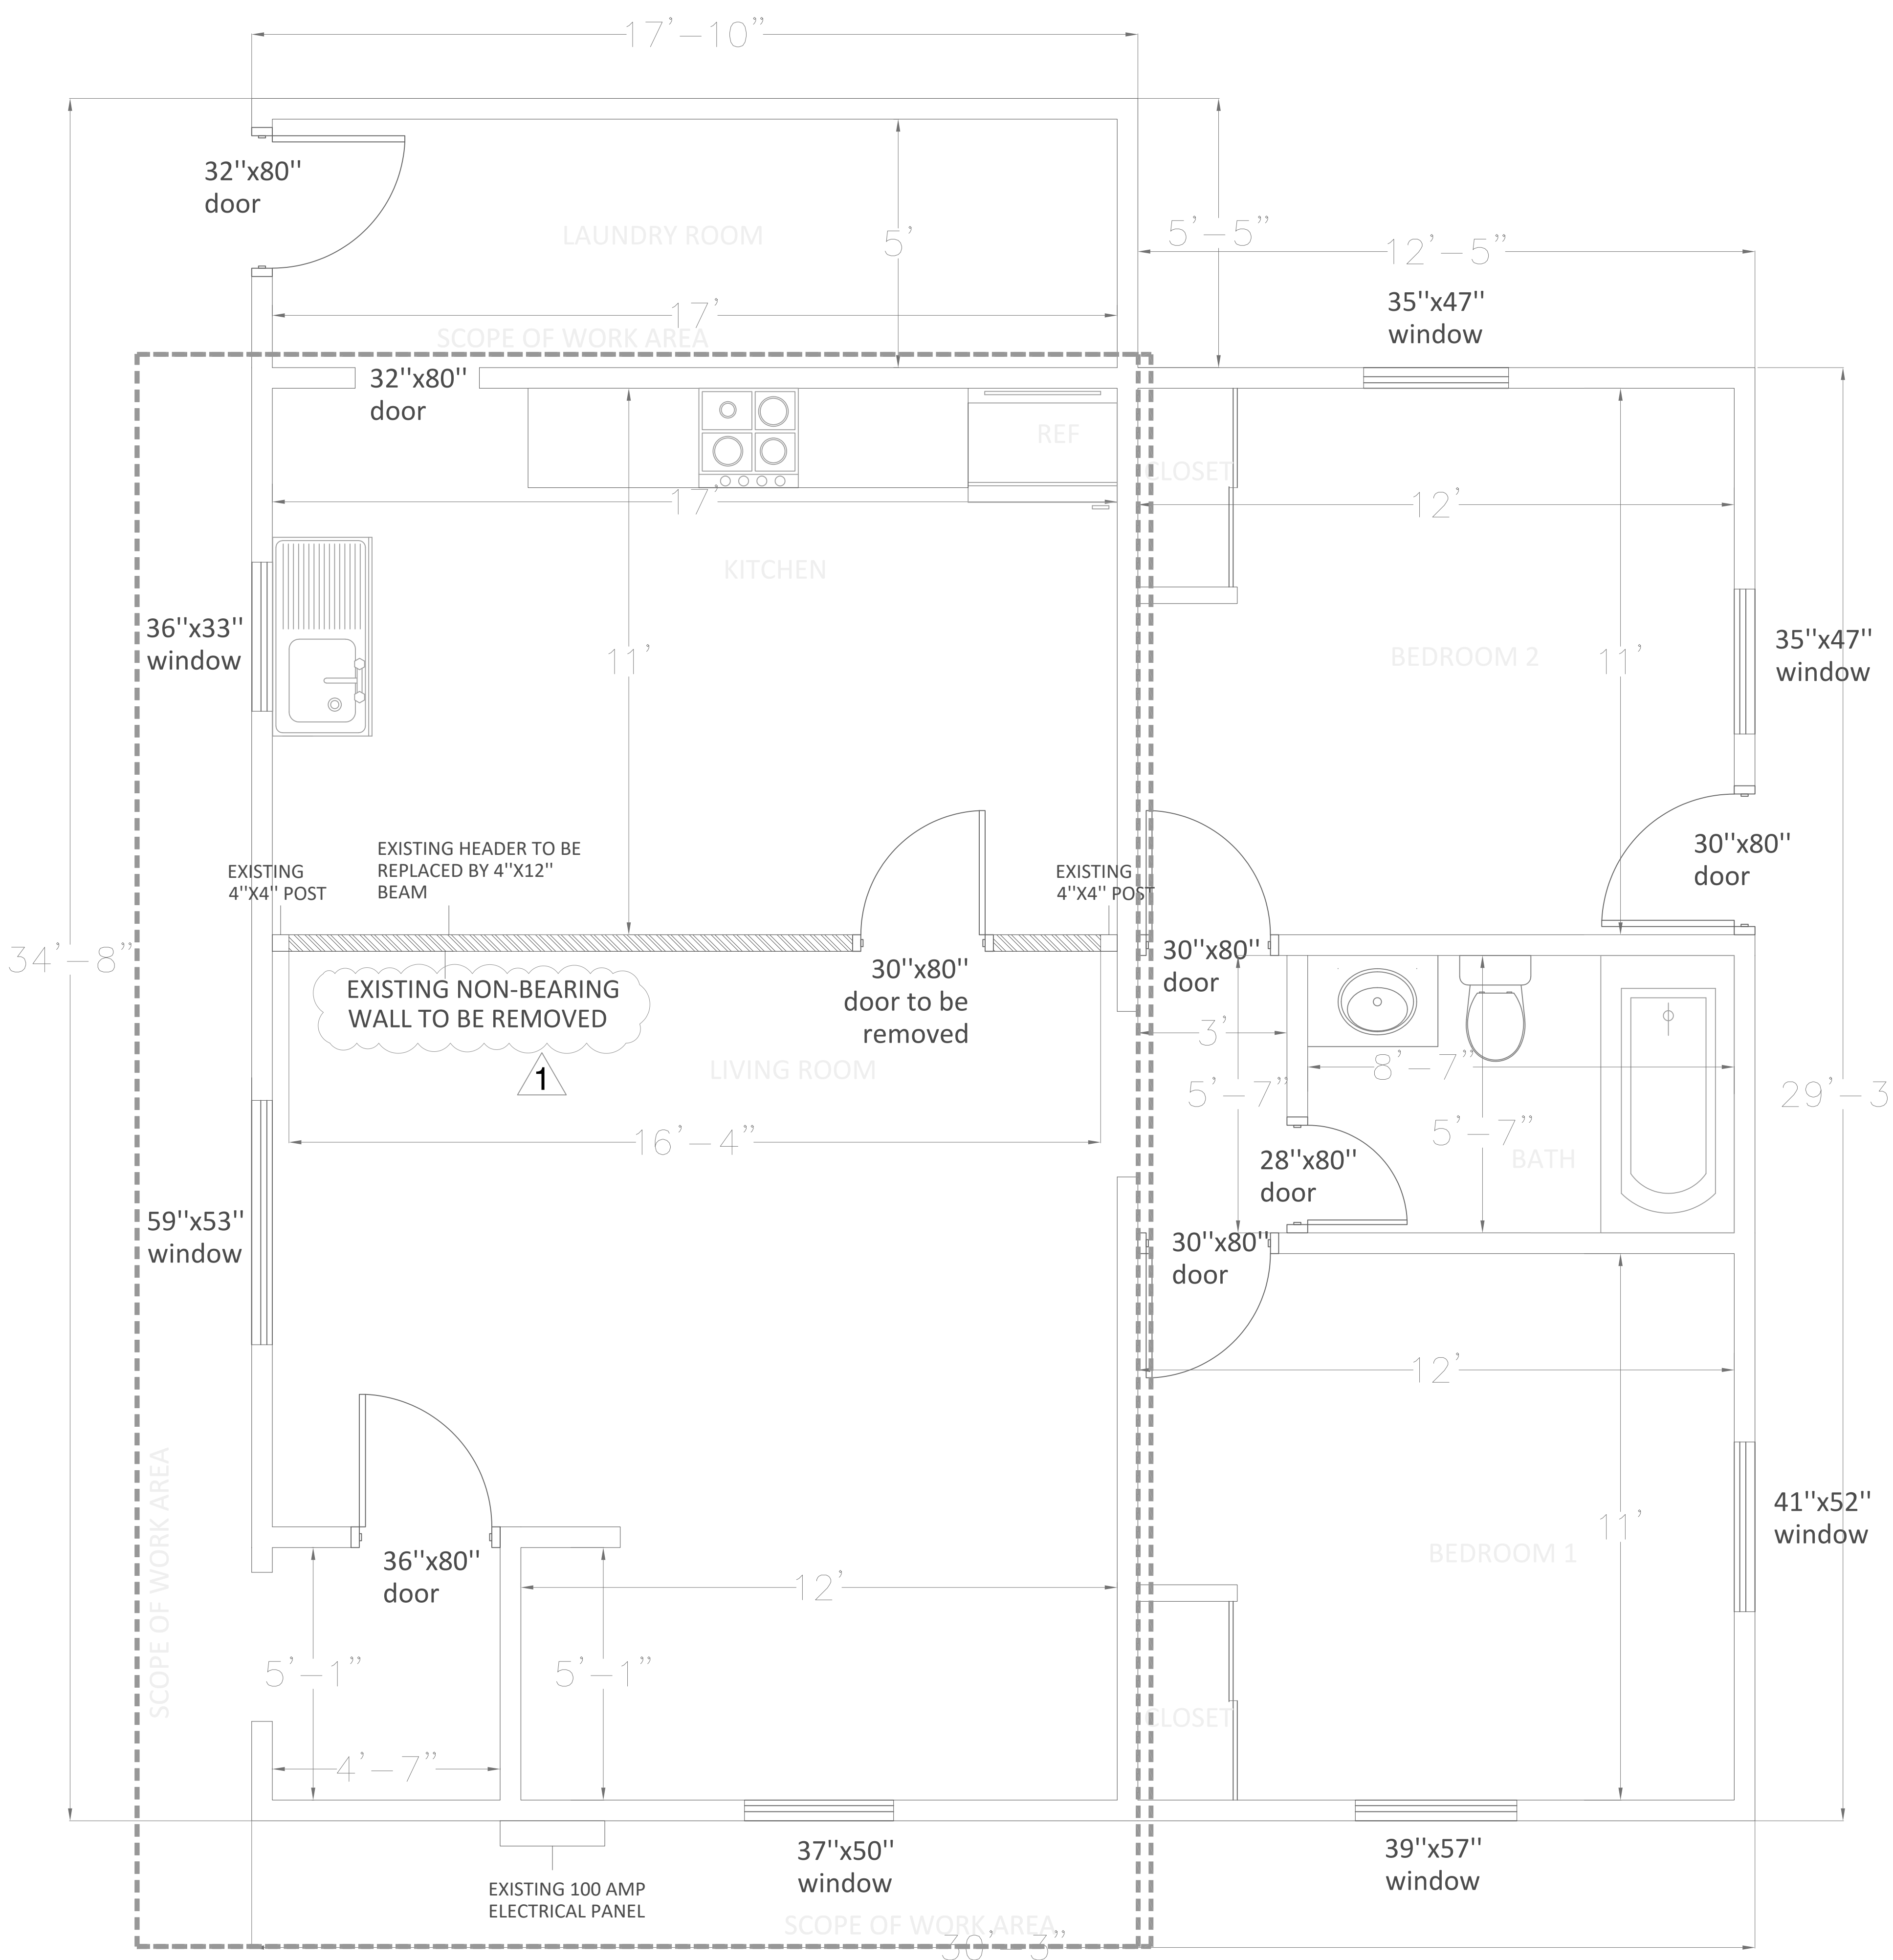 17'-10"
32"x80"
door
LAUNDRY ROOM
5'
5'-5"
12'-5"
35"x47"
window
17'
SCOPE OF WORK AREA
32"x80"
door
REF
CLOSET
17'
12'
KITCHEN
36"x33"
window
11'
BEDROOM 2
11'
35"x47"
window
EXISTING
4"X4" POST
EXISTING HEADER TO BE
REPLACED BY 4"X12"
BEAM
EXISTING
4"X4" POST
30"x80"
door
34'-8"
30"x80"
door to be
removed
30"x80"
door
EXISTING NON-BEARING
WALL TO BE REMOVED
1
LIVING ROOM
3'
8'-7"
5'-7"
5'-7"
29'-3
16'-4"
28"x80"
door
BATH
59"x53"
window
30"x80"
door
12'
SCOPE OF WORK AREA
36"x80"
door
12'
11'
BEDROOM 1
41"x52"
window
5'-1"
5'-1"
4'-7"
CLOSET
37"x50"
window
39"x57"
window
EXISTING 100 AMP
ELECTRICAL PANEL
SCOPE OF WORK AREA
30'-3"